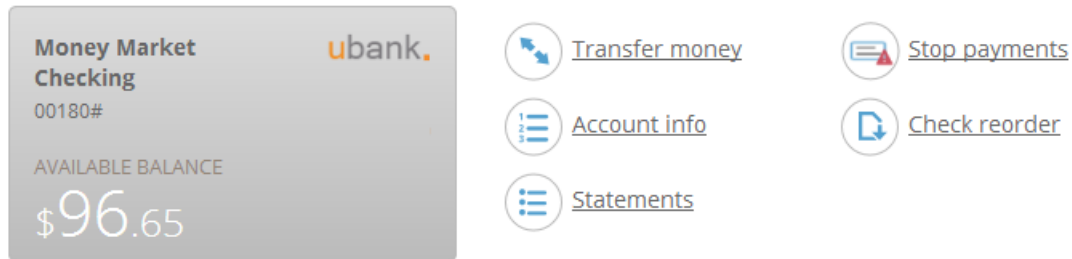 Money Market
Checking
ubank.
00180#
AVAILABLE BALANCE
$96.65
Transfer money
Account info
Statements
Stop payments
Check reorder